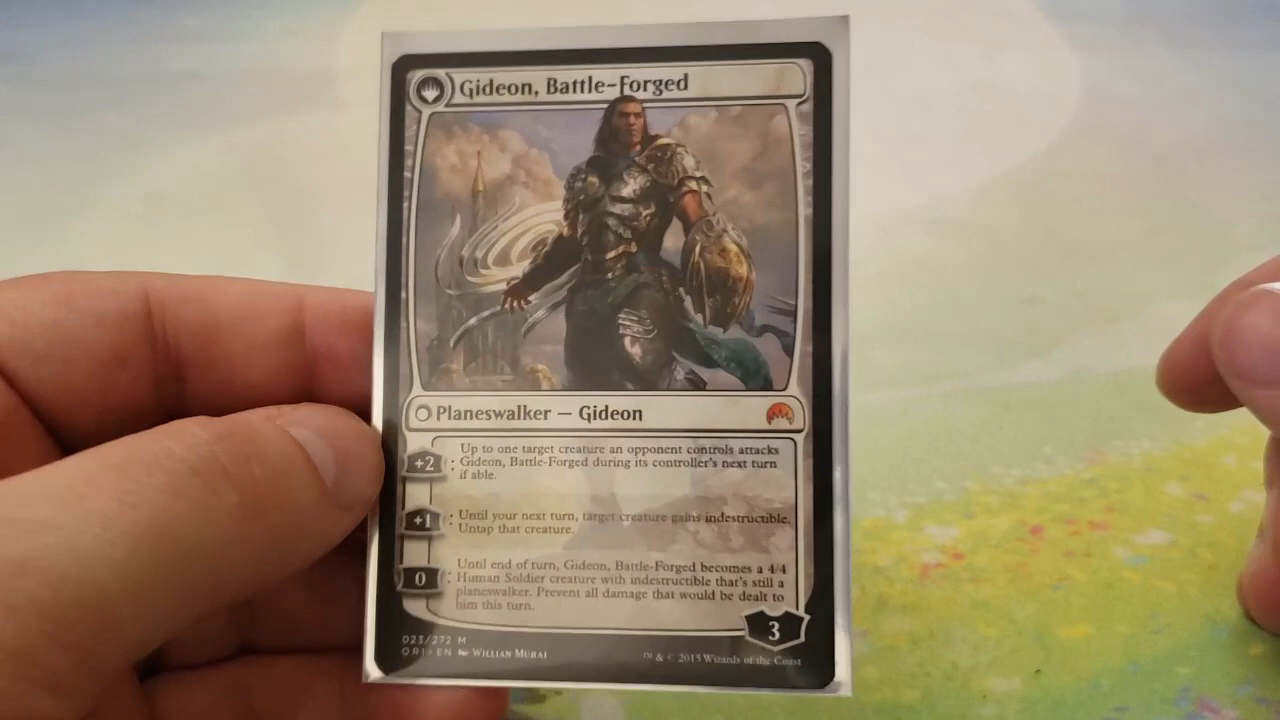 Gideon, Battle-Forged
Planeswalker — Gideon
+2 : Up to one target creature an opponent controls attacks
Gideon, Battle-Forged during its controller's next turn
if able.
+1 : Until your next turn, target creature gains indestructible.
Untap that creature.
0 : Until end of turn, Gideon, Battle-Forged becomes a 4/4
Human Soldier creature with indestructible that's still a
planeswalker. Prevent all damage that would be dealt to
him this turn.
3
023/272 M
ORI • EN Willian Murai
™ & © 2015 Wizards of the Coast